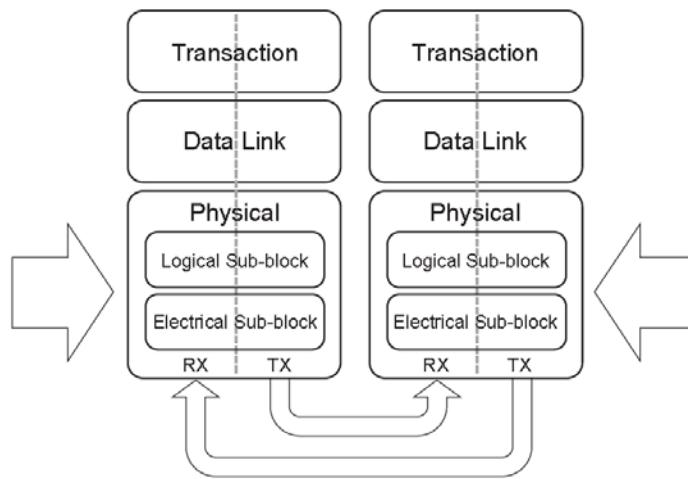 Transaction
Transaction
Data Link
Data Link
Physical
Physical
Logical Sub-block
Logical Sub-block
Electrical Sub-block
Electrical Sub-block
RX TX
RX TX